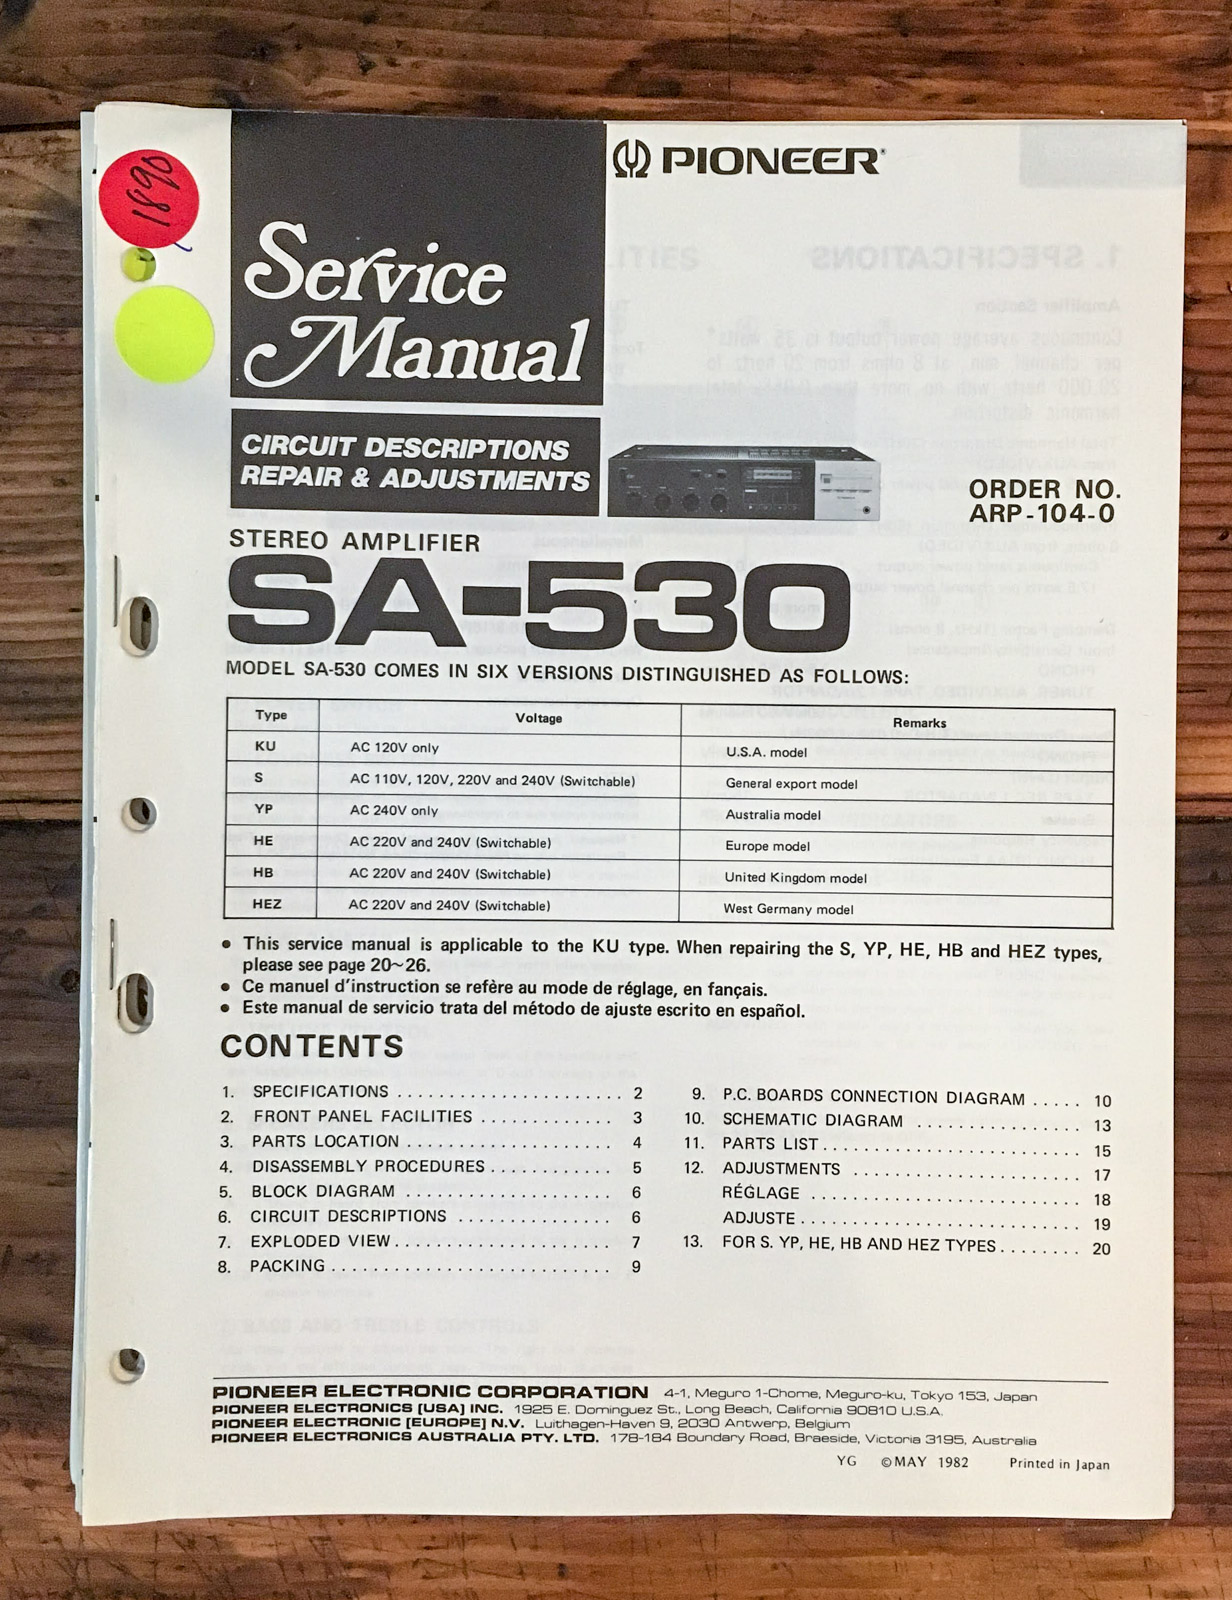 1890
PIONEER
Service
Manual
CIRCUIT DESCRIPTIONS
REPAIR & ADJUSTMENTS
ORDER NO.
ARP-104-0
STEREO AMPLIFIER
SA-530
MODEL SA-530 COMES IN SIX VERSIONS DISTINGUISHED AS FOLLOWS:
Type Voltage Remarks
KU AC 120V only U.S.A. model
S AC 110V, 120V, 220V and 240V (Switchable) General export model
YP AC 240V only Australia model
HE AC 220V and 240V (Switchable) Europe model
HB AC 220V and 240V (Switchable) United Kingdom model
HEZ AC 220V and 240V (Switchable) West Germany model
• This service manual is applicable to the KU type. When repairing the S, YP, HE, HB and HEZ types,
please see page 20~26.
• Ce manuel d'instruction se refère au mode de réglage, en fançais.
• Este manual de servicio trata del método de ajuste escrito en español.
CONTENTS
1. SPECIFICATIONS ....................... 2
2. FRONT PANEL FACILITIES ............. 3
3. PARTS LOCATION .................... 4
4. DISASSEMBLY PROCEDURES ............ 5
5. BLOCK DIAGRAM .................... 6
6. CIRCUIT DESCRIPTIONS ............... 6
7. EXPLODED VIEW ..................... 7
8. PACKING .......................... 9
9. P.C. BOARDS CONNECTION DIAGRAM ..... 10
10. SCHEMATIC DIAGRAM ................ 13
11. PARTS LIST ......................... 15
12. ADJUSTMENTS ...................... 17
RÉGLAGE .......................... 18
ADJUSTE ........................... 19
13. FOR S. YP, HE, HB AND HEZ TYPES ........ 20
PIONEER ELECTRONIC CORPORATION 4-1, Meguro 1-Chome, Meguro-ku, Tokyo 153, Japan
PIONEER ELECTRONICS [USA] INC. 1925 E. Dominguez St., Long Beach, California 90810 U.S.A.
PIONEER ELECTRONIC [EUROPE] N.V. Luithagen-Haven 9, 2030 Antwerp, Belgium
PIONEER ELECTRONICS AUSTRALIA PTY. LTD. 178-184 Boundary Road, Braeside, Victoria 3195, Australia
YG ©MAY 1982 Printed in Japan